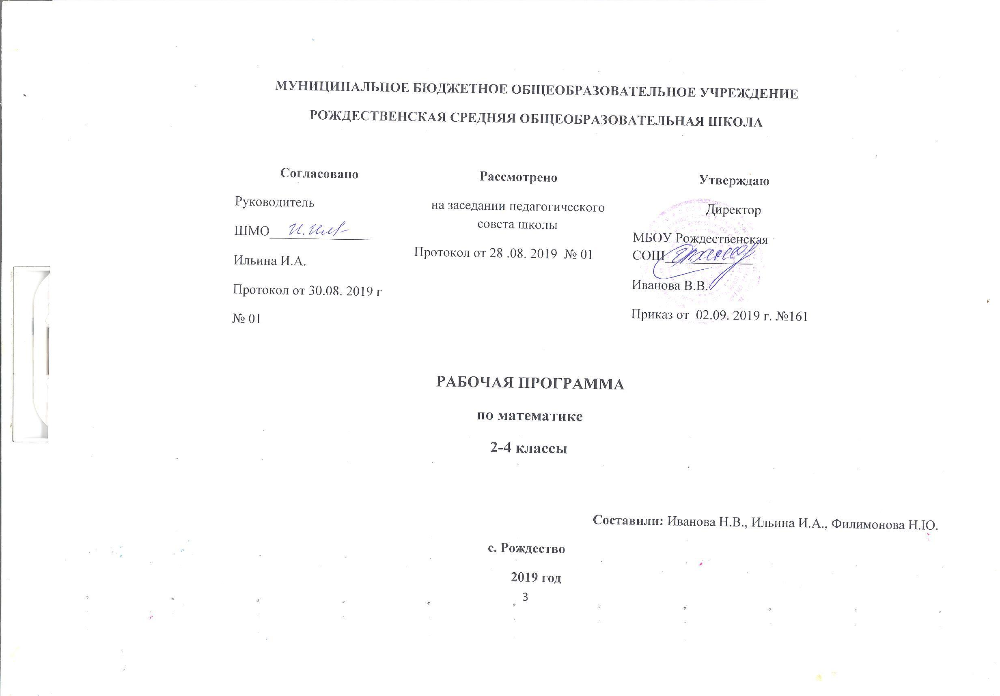 МУНИЦИПАЛЬНОЕ БЮДЖЕТНОЕ ОБЩЕОБРАЗОВАТЕЛЬНОЕ УЧРЕЖДЕНИЕ
РОЖДЕСТВЕНСКАЯ СРЕДНЯЯ ОБЩЕОБРАЗОВАТЕЛЬНАЯ ШКОЛА
Согласовано
Руководитель
ШМО
Ильина И.А.
Протокол от 30.08. 2019 г
№ 01
Рассмотрено
на заседании педагогического
совета школы
Протокол от 28 .08. 2019 № 01
Утверждаю
Директор
МБОУ Рождественская
СОШ
Иванова В.В.
Приказ от 02.09. 2019 г. №161
РАБОЧАЯ ПРОГРАММА
по математике
2-4 классы
Составили: Иванова Н.В., Ильина И.А., Филимонова Н.Ю.
с. Рождество
2019 год
3